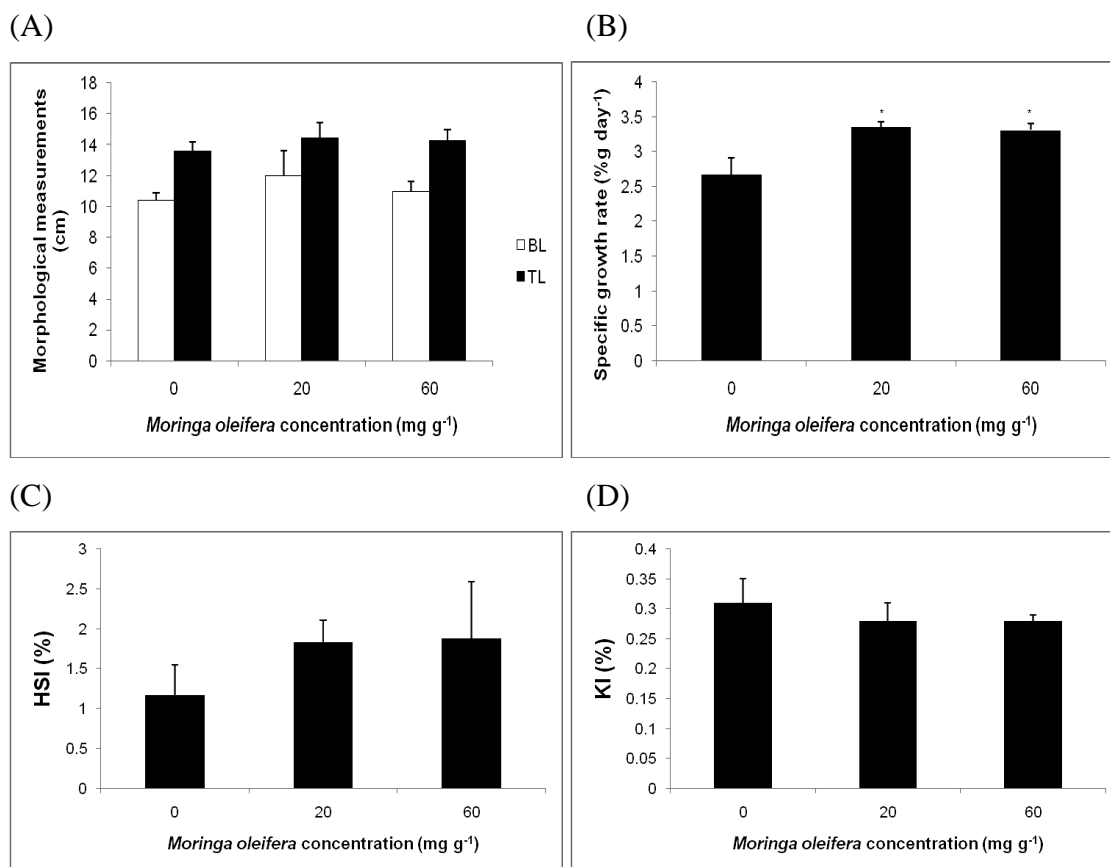 (A)
Morphological measurements
(cm)
18
16
14
12
10
8
6
4
2
0
0 20 60
Moringa oleifera concentration (mg g⁻¹)
BL
TL
(B)
Specific growth rate (%g day⁻¹)
4
3.5
3
2.5
2
1.5
1
0.5
0
* *
0 20 60
Moringa oleifera concentration (mg g⁻¹)
(C)
HSI (%)
3
2.5
2
1.5
1
0.5
0
0 20 60
Moringa oleifera concentration (mg g⁻¹)
(D)
KI (%)
0.4
0.35
0.3
0.25
0.2
0.15
0.1
0.05
0
0 20 60
Moringa oleifera concentration (mg g⁻¹)